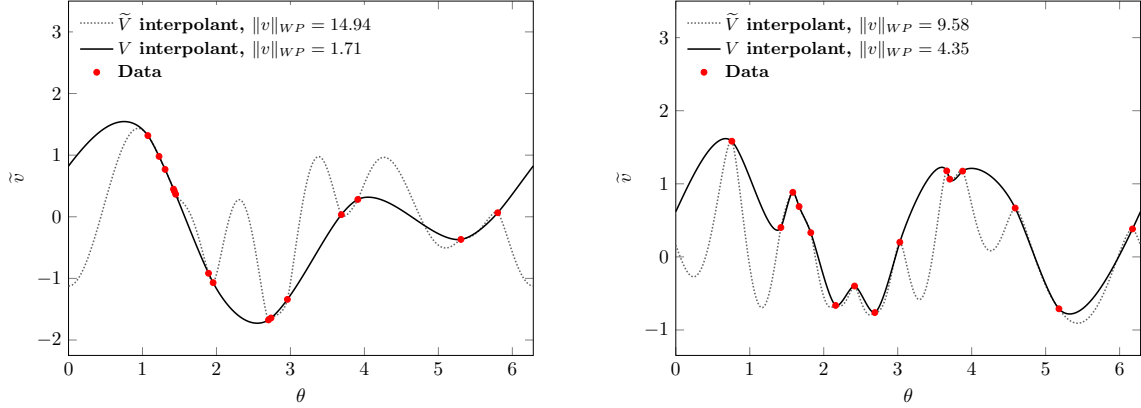 Ṽ interpolant, ‖v‖_{WP} = 14.94
V interpolant, ‖v‖_{WP} = 1.71
Data
3
2
1
0
−1
−2
ṽ
0 1 2 3 4 5 6
θ
Ṽ interpolant, ‖v‖_{WP} = 9.58
V interpolant, ‖v‖_{WP} = 4.35
Data
3
2
1
0
−1
ṽ
0 1 2 3 4 5 6
θ